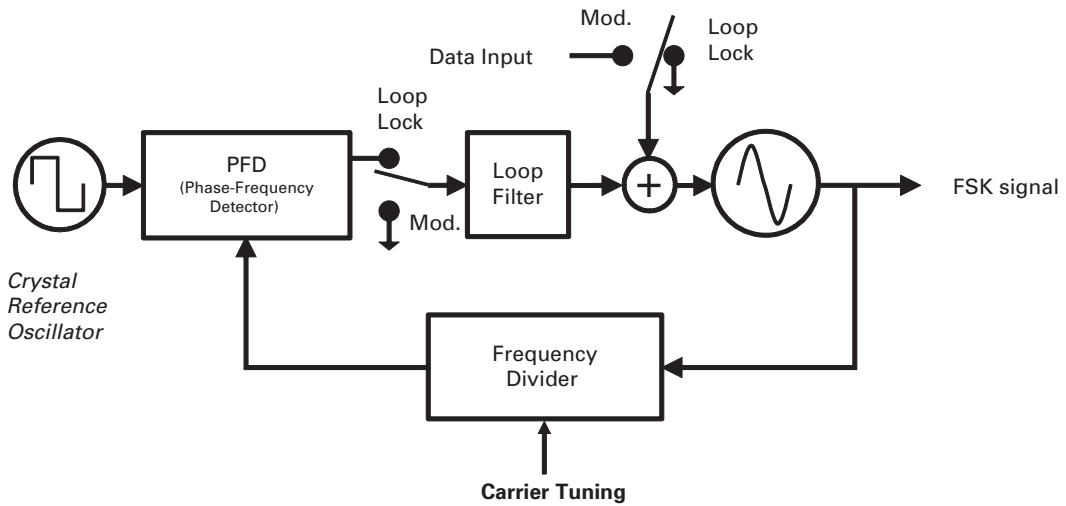 Mod.
Data Input
Loop
Lock
Loop
Lock
PFD
(Phase-Frequency
Detector)
Mod.
Loop
Filter
+
FSK signal
Crystal
Reference
Oscillator
Frequency
Divider
Carrier Tuning